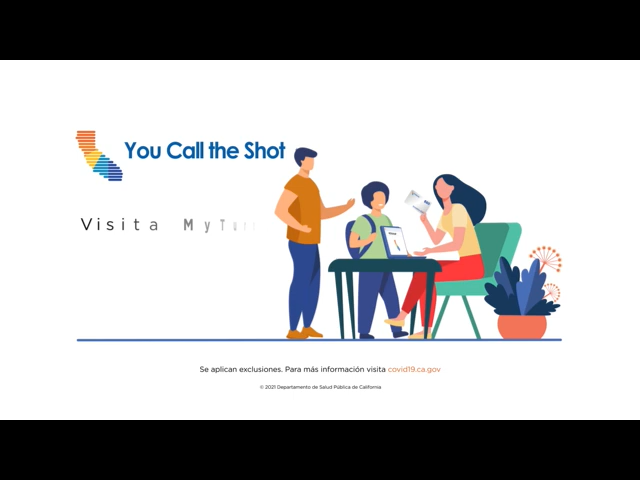 You Call the Shot
Visita MyTurn
Se aplican exclusiones. Para más información visita covid19.ca.gov
© 2021 Departamento de Salud Pública de California